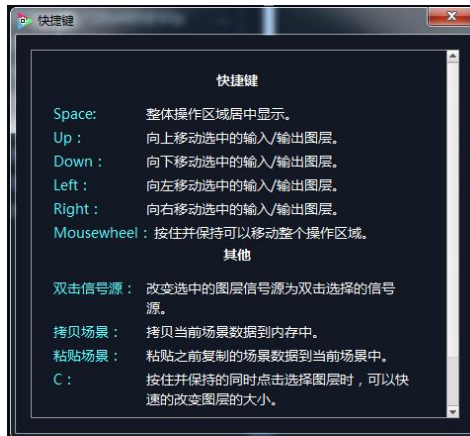 快捷键
快捷键
Space: 整体操作区域居中显示。
Up： 向上移动选中的输入/输出图层。
Down： 向下移动选中的输入/输出图层。
Left： 向左移动选中的输入/输出图层。
Right： 向右移动选中的输入/输出图层。
Mousewheel：按住并保持可以移动整个操作区域。
其他
双击信号源： 改变选中的图层信号源为双击选择的信号
源。
拷贝场景： 拷贝当前场景数据到内存中。
粘贴场景： 粘贴之前复制的场景数据到当前场景中。
C： 按住并保持的同时点击选择图层时，可以快
速的改变图层的大小。